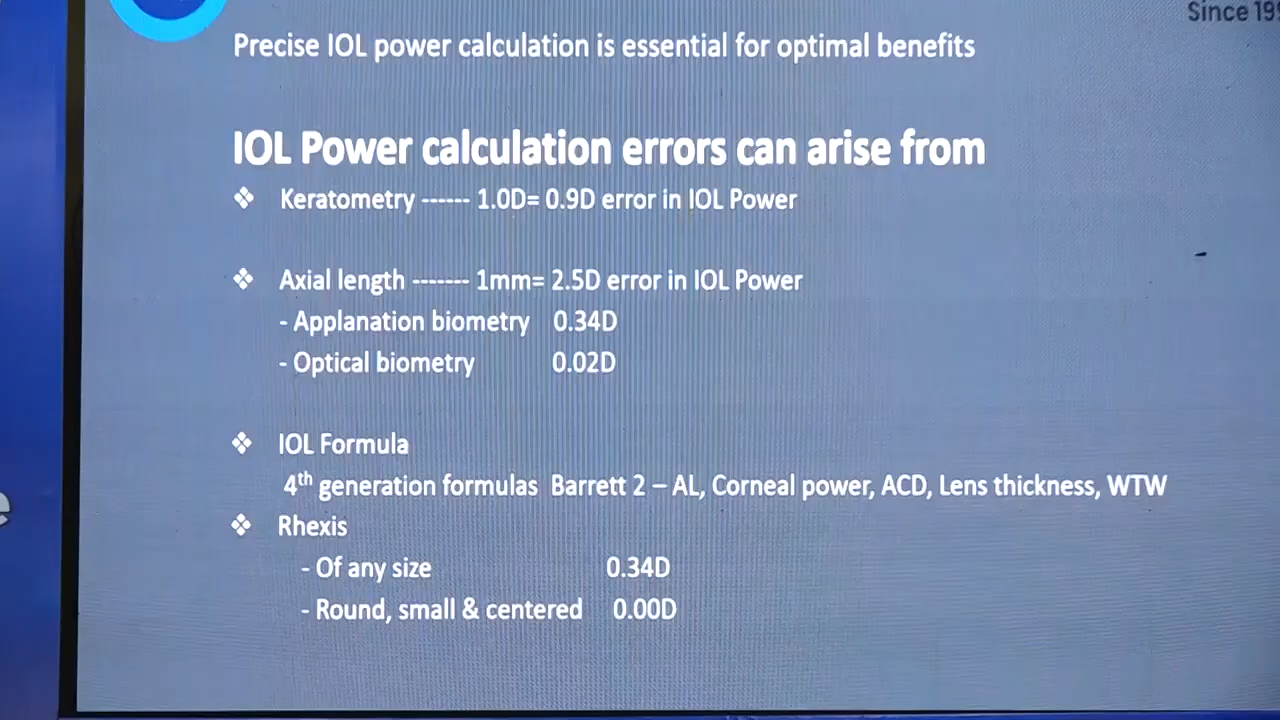 Since 199
Precise IOL power calculation is essential for optimal benefits
IOL Power calculation errors can arise from
❖ Keratometry ------ 1.0D= 0.9D error in IOL Power
❖ Axial length ------- 1mm= 2.5D error in IOL Power
- Applanation biometry 0.34D
- Optical biometry 0.02D
❖ IOL Formula
4th generation formulas Barrett 2 – AL, Corneal power, ACD, Lens thickness, WTW
❖ Rhexis
- Of any size 0.34D
- Round, small & centered 0.00D
e